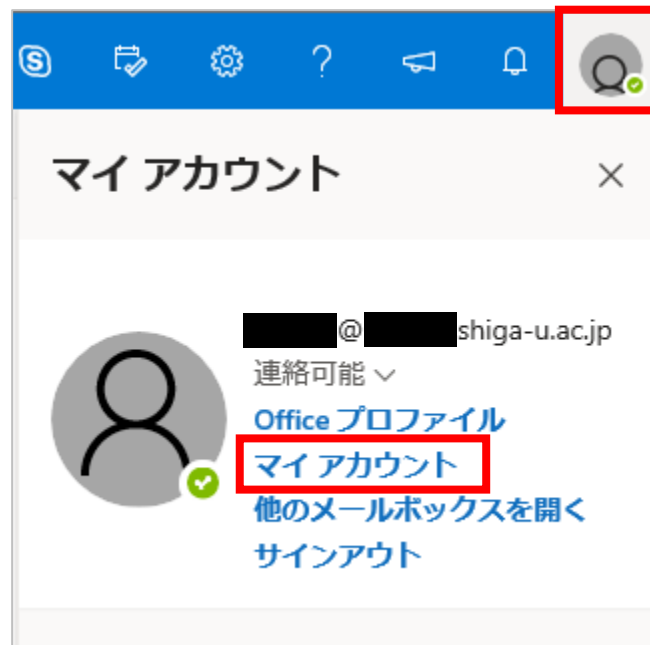 マイ アカウント
@ shiga-u.ac.jp
連絡可能
Office プロファイル
マイ アカウント
他のメールボックスを開く
サインアウト